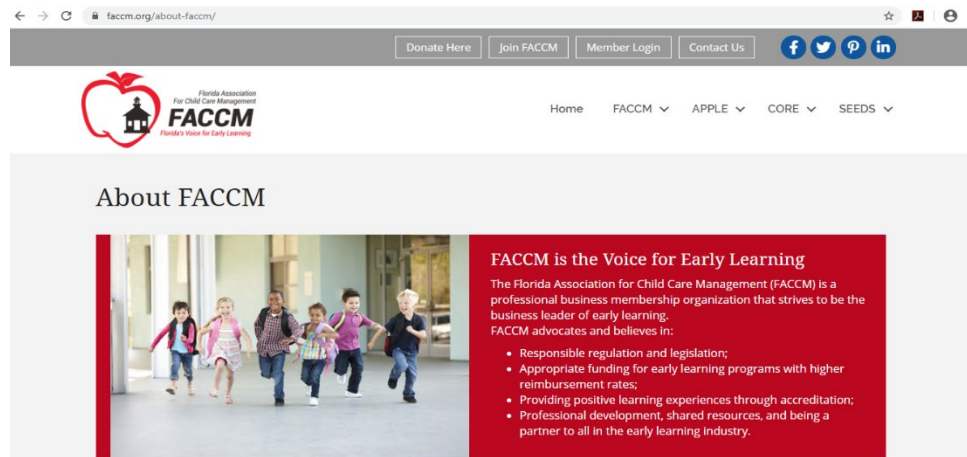 faccm.org/about-faccm/
Donate Here Join FACCM Member Login Contact Us
Florida Association
For Child Care Management
FACCM
Florida's Voice for Early Learning
Home FACCM APPLE CORE SEEDS
About FACCM
FACCM is the Voice for Early Learning
The Florida Association for Child Care Management (FACCM) is a
professional business membership organization that strives to be the
business leader of early learning.
FACCM advocates and believes in:
• Responsible regulation and legislation;
• Appropriate funding for early learning programs with higher
reimbursement rates;
• Providing positive learning experiences through accreditation;
• Professional development, shared resources, and being a
partner to all in the early learning industry.